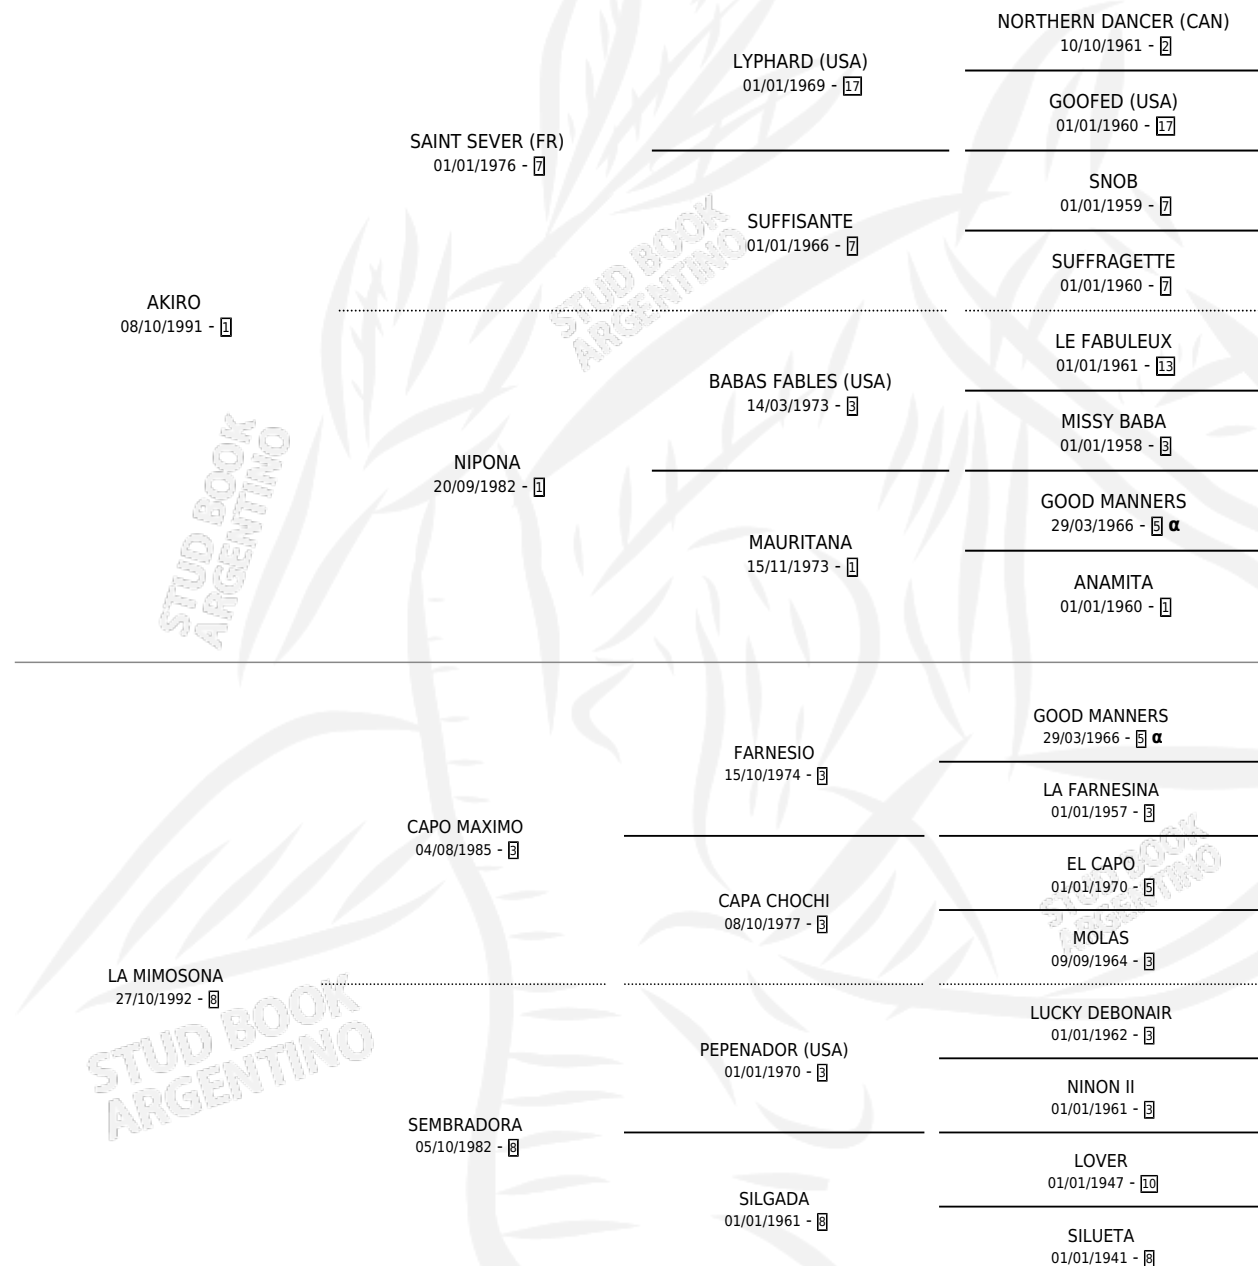 NORTHERN DANCER (CAN)
10/10/1961 - 2
LYPHARD (USA)
01/01/1969 - 17
GOOFED (USA)
01/01/1960 - 17
SAINT SEVER (FR)
01/01/1976 - 7
SNOB
01/01/1959 - 7
SUFFISANTE
01/01/1966 - 7
SUFFRAGETTE
01/01/1960 - 7
AKIRO
08/10/1991 - 1
LE FABULEUX
01/01/1961 - 13
BABAS FABLES (USA)
14/03/1973 - 3
MISSY BABA
01/01/1958 - 3
NIPONA
20/09/1982 - 1
GOOD MANNERS
29/03/1966 - 5 α
MAURITANA
15/11/1973 - 1
ANAMITA
01/01/1960 - 1
GOOD MANNERS
29/03/1966 - 5 α
FARNESIO
15/10/1974 - 3
LA FARNESINA
01/01/1957 - 3
CAPO MAXIMO
04/08/1985 - 3
EL CAPO
01/01/1970 - 5
CAPA CHOCHI
08/10/1977 - 3
MOLAS
09/09/1964 - 3
LA MIMOSONA
27/10/1992 - 8
LUCKY DEBONAIR
01/01/1962 - 3
PEPENADOR (USA)
01/01/1970 - 3
NINON II
01/01/1961 - 3
SEMBRADORA
05/10/1982 - 8
LOVER
01/01/1947 - 10
SILGADA
01/01/1961 - 8
SILUETA
01/01/1941 - 8
STUD BOOK
ARGENTINO
STUD BOOK
ARGENTINO
STUD BOOK
ARGENTINO
STUD BOOK
ARGENTINO